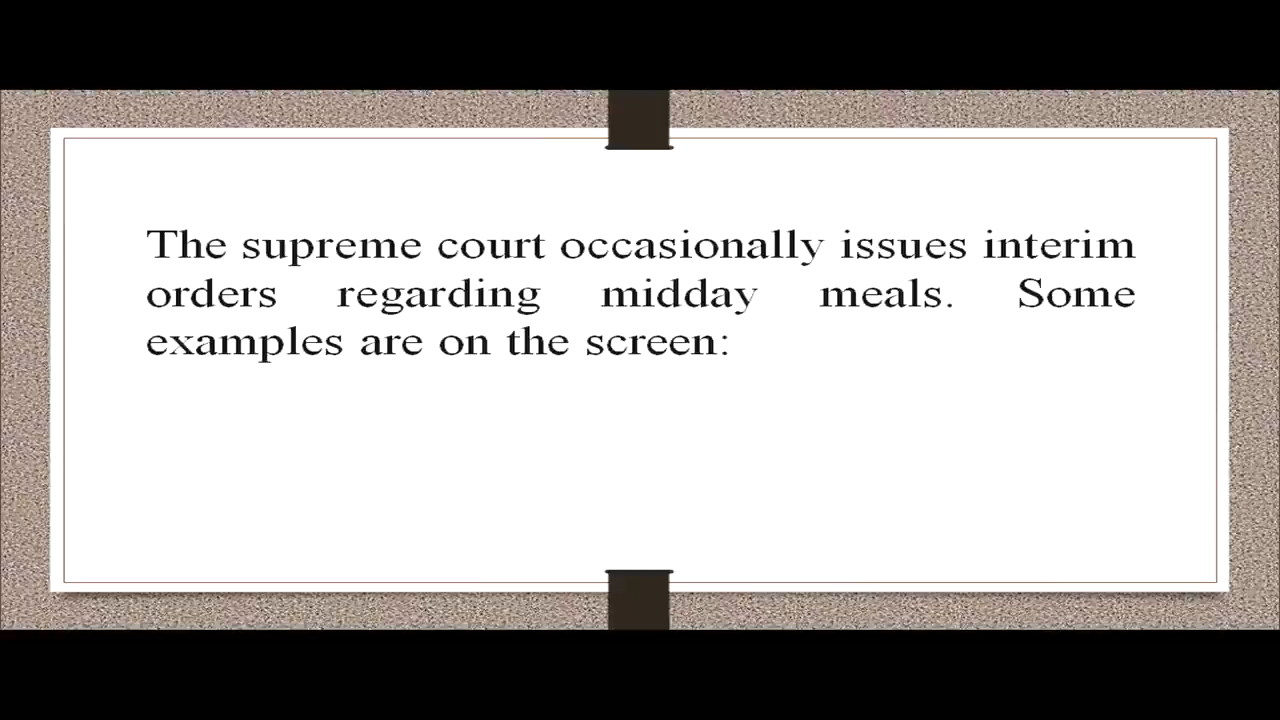 The supreme court occasionally issues interim
orders regarding midday meals. Some
examples are on the screen: